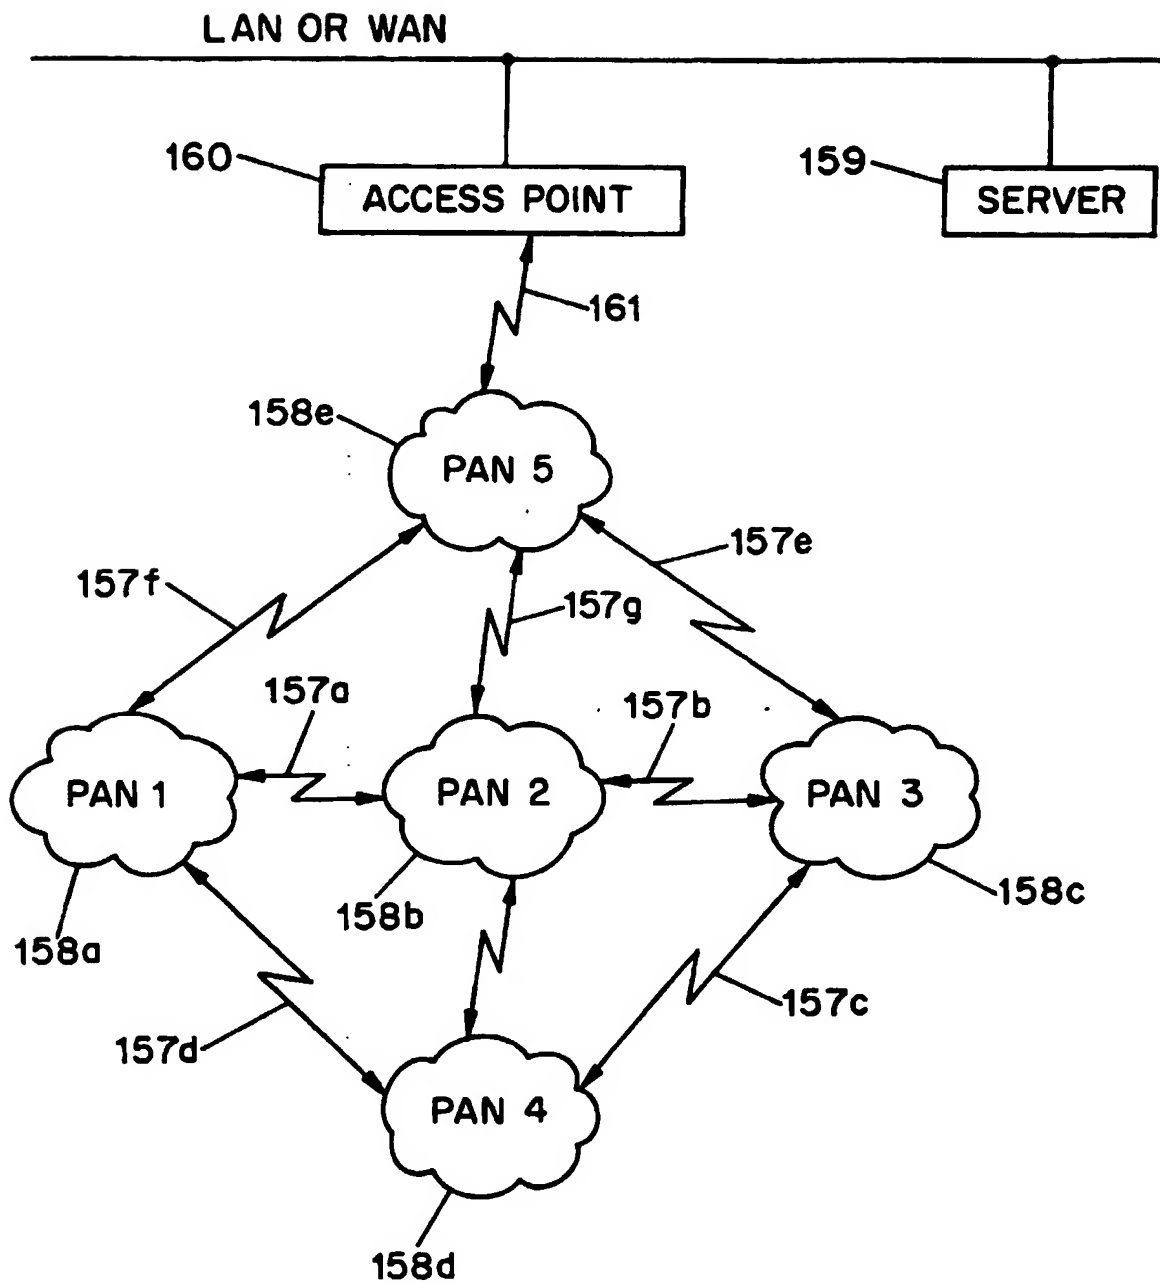 LAN OR WAN
160
ACCESS POINT
159
SERVER
161
158e
PAN 5
157e
157f
157g
157a
157b
PAN 1
PAN 2
PAN 3
158a
158b
158c
157d
157c
PAN 4
158d